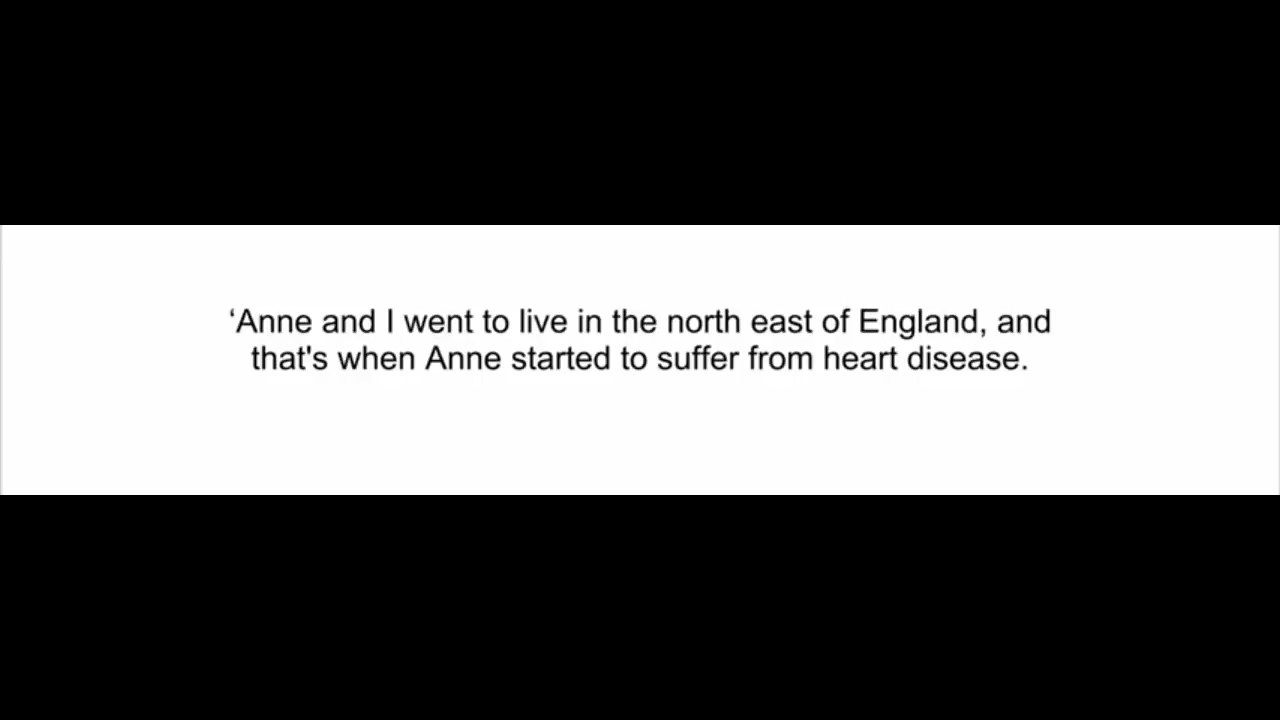 ‘Anne and I went to live in the north east of England, and
that's when Anne started to suffer from heart disease.